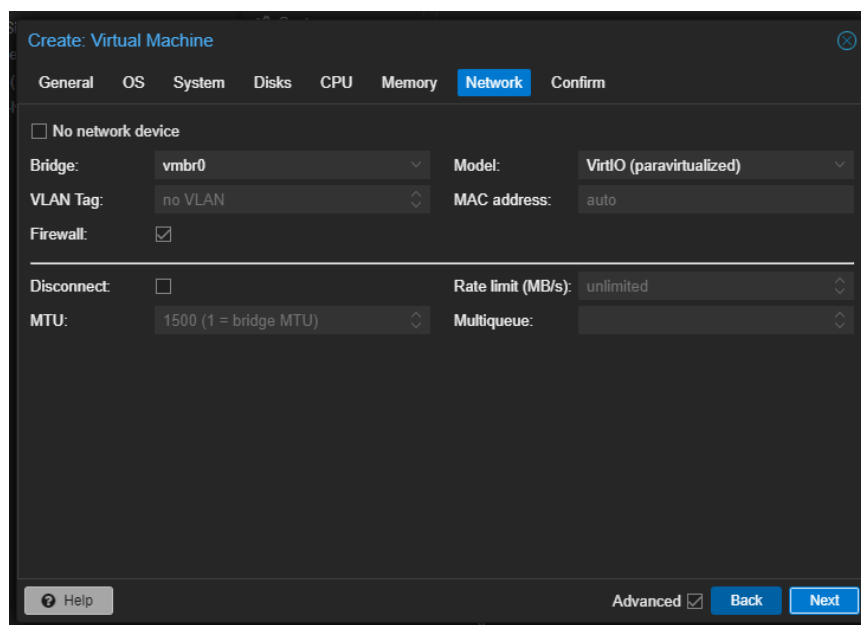 Create: Virtual Machine
General OS System Disks CPU Memory Network Confirm
No network device
Bridge: vmbr0 Model: VirtIO (paravirtualized)
VLAN Tag: no VLAN MAC address: auto
Firewall:
Disconnect: Rate limit (MB/s): unlimited
MTU: 1500 (1 = bridge MTU) Multiqueue:
Help Advanced Back Next